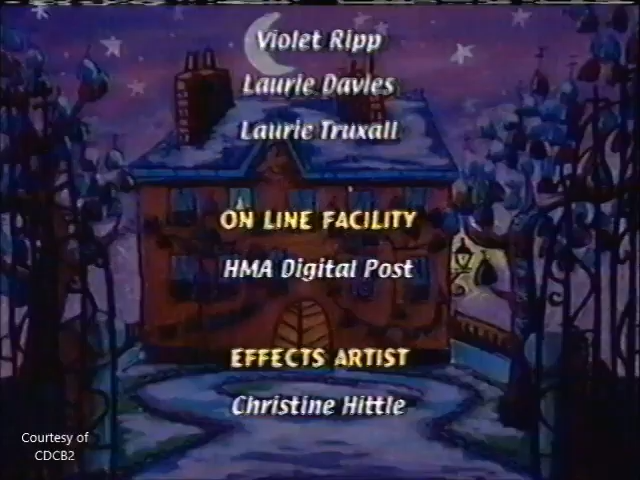 Violet Ripp
Laurie Davies
Laurie Truxall
ON LINE FACILITY
HMA Digital Post
EFFECTS ARTIST
Christine Hittle
Courtesy of
CDCB2